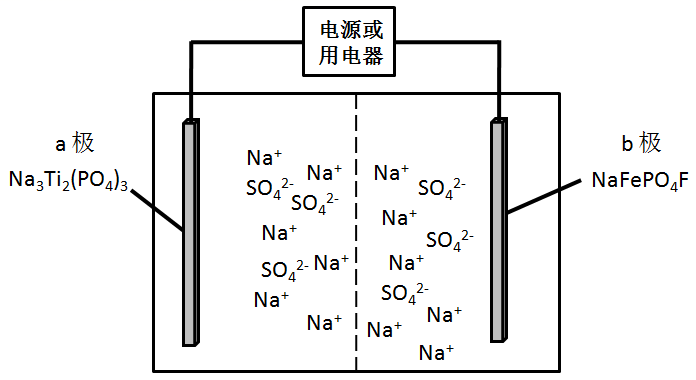 电源或
用电器
a 极
Na₃Ti₂(PO₄)₃
b 极
NaFePO₄F
Na⁺
Na⁺
SO₄²⁻
SO₄²⁻
Na⁺
SO₄²⁻
Na⁺
Na⁺
Na⁺
Na⁺
SO₄²⁻
Na⁺
SO₄²⁻
Na⁺
SO₄²⁻
Na⁺
Na⁺
Na⁺